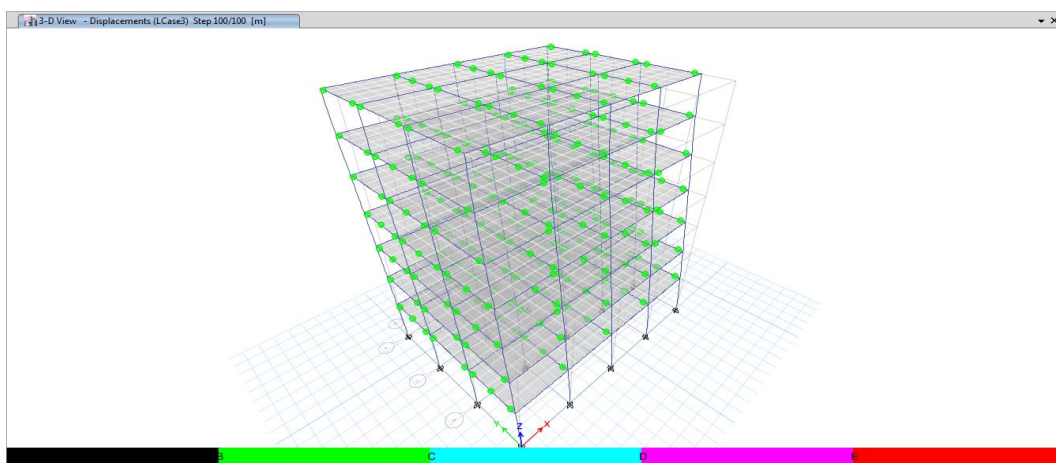 3-D View - Displacements (LCase3) Step 100/100 [m]
Z
Y
X
B
C
D
E